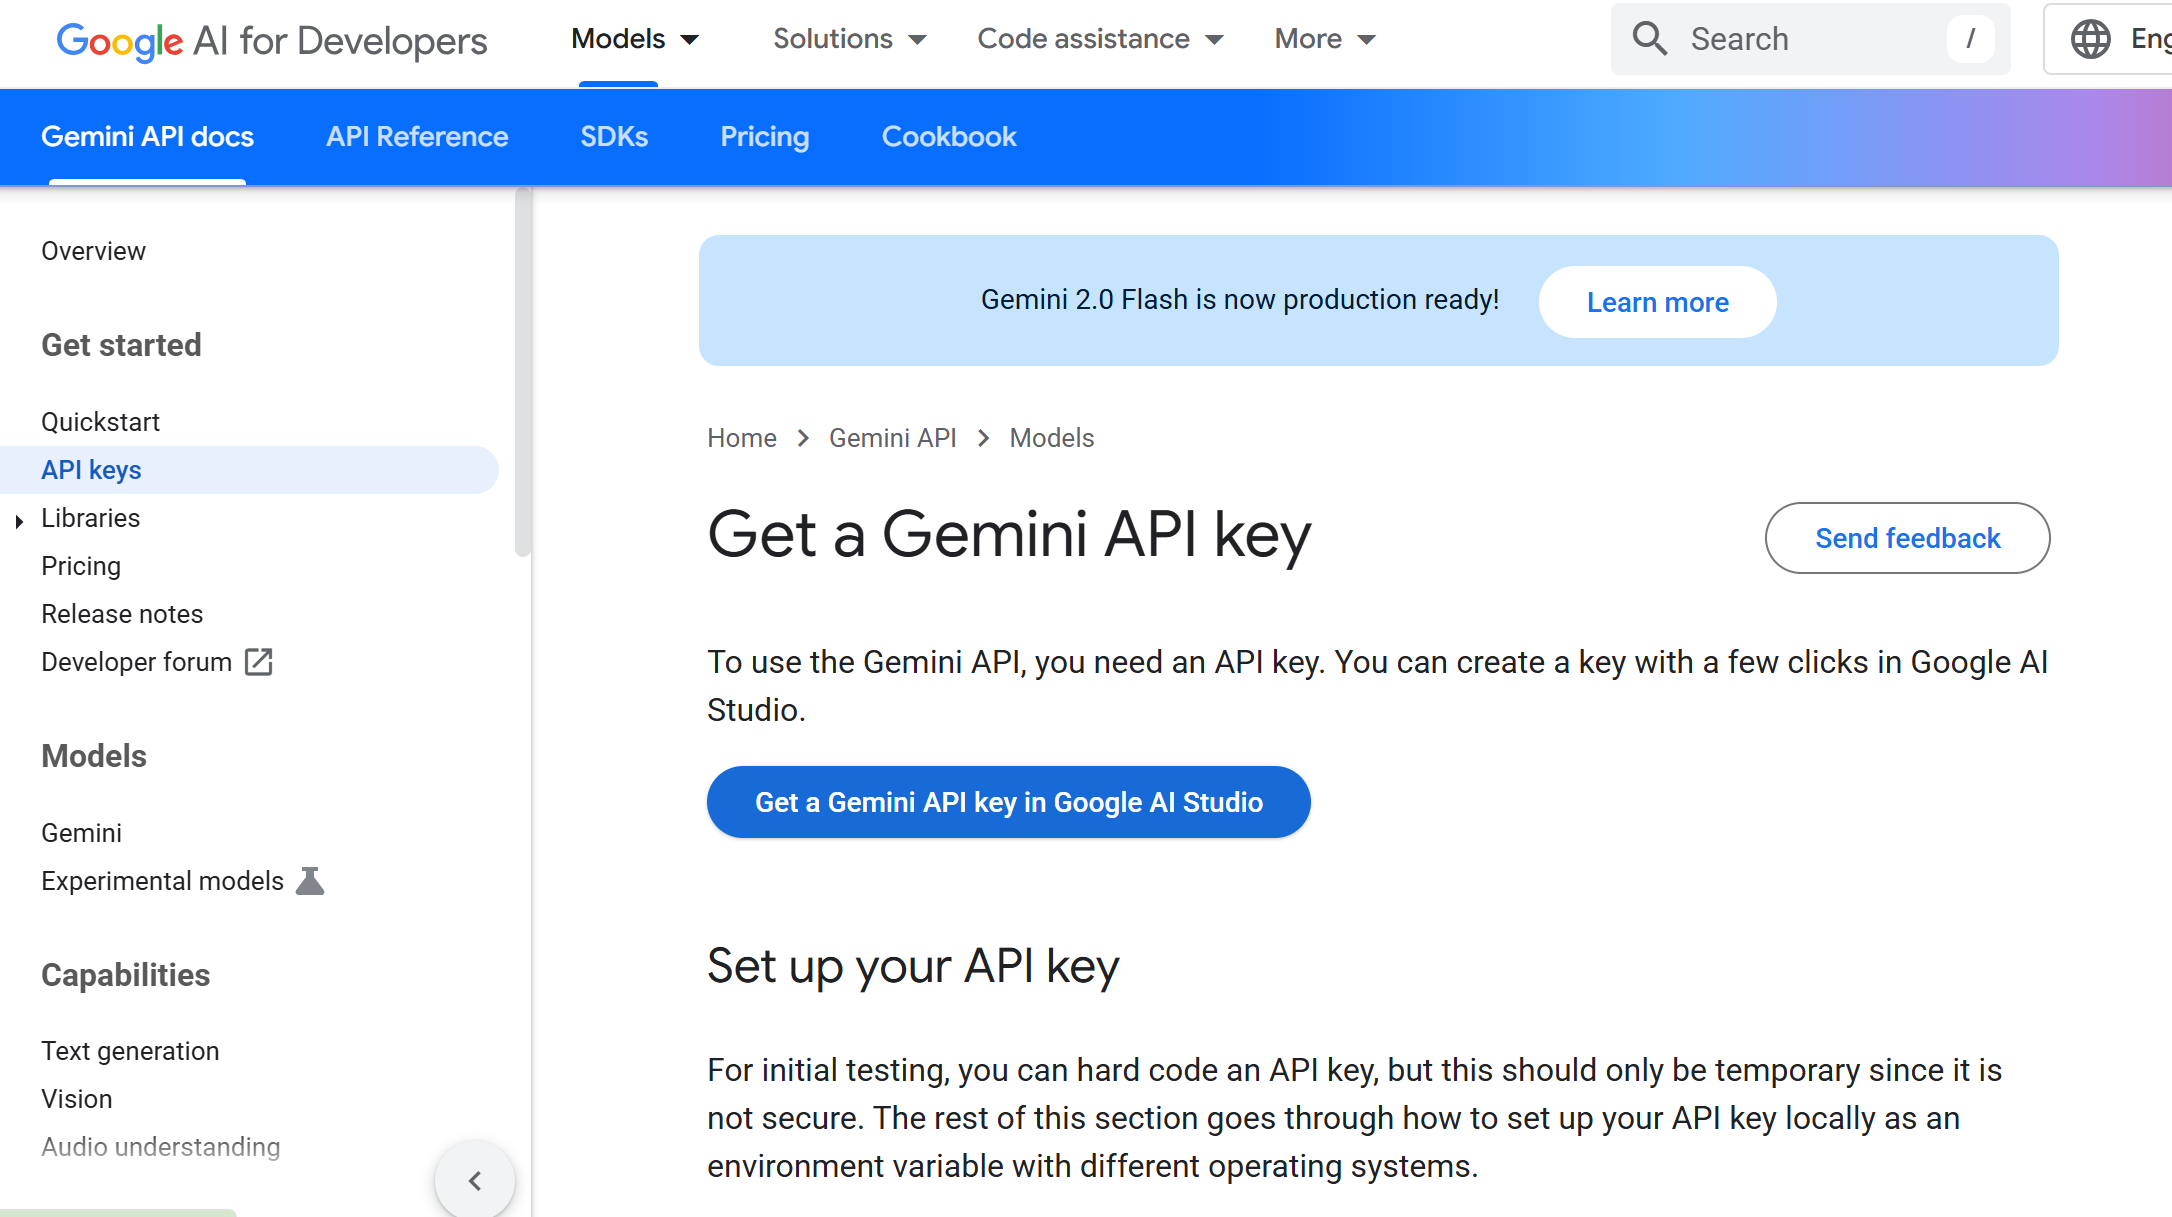 Google AI for Developers
Models
Solutions
Code assistance
More
Search
/
Eng
Gemini API docs
API Reference
SDKs
Pricing
Cookbook
Overview
Get started
Quickstart
API keys
Libraries
Pricing
Release notes
Developer forum
Models
Gemini
Experimental models
Capabilities
Text generation
Vision
Audio understanding
Gemini 2.0 Flash is now production ready!
Learn more
Home > Gemini API > Models
Get a Gemini API key
Send feedback
To use the Gemini API, you need an API key. You can create a key with a few clicks in Google AI
Studio.
Get a Gemini API key in Google AI Studio
Set up your API key
For initial testing, you can hard code an API key, but this should only be temporary since it is
not secure. The rest of this section goes through how to set up your API key locally as an
environment variable with different operating systems.